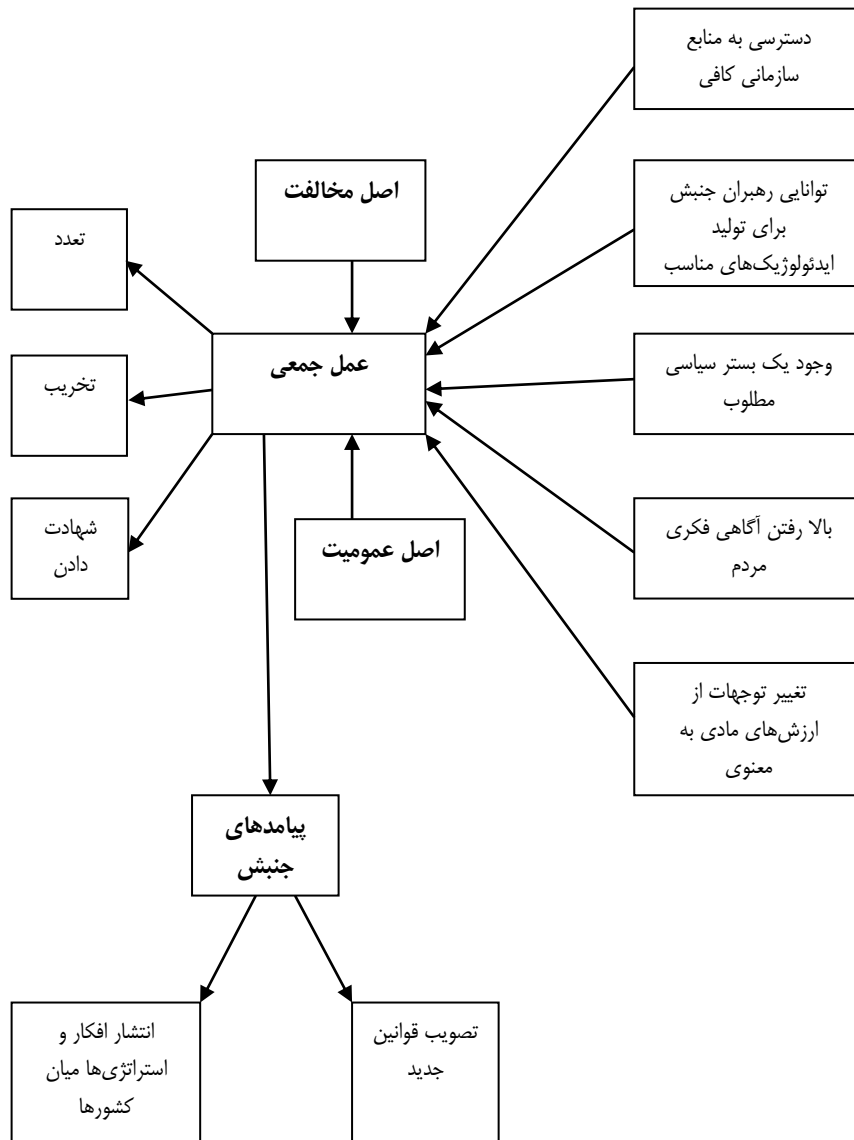 دسترسی به منابع
سازمانی کافی
اصل مخالفت
توانایی رهبران جنبش
برای تولید
ایدئولوژیک‌های مناسب
تعدد
عمل جمعی
وجود یک بستر سیاسی
مطلوب
تخریب
شهادت
دادن
اصل عمومیت
بالا رفتن آگاهی فکری
مردم
تغییر توجهات از
ارزش‌های مادی به
معنوی
پیامدهای
جنبش
تصویب قوانین
جدید
انتشار افکار و
استراتژی‌ها میان
کشورها